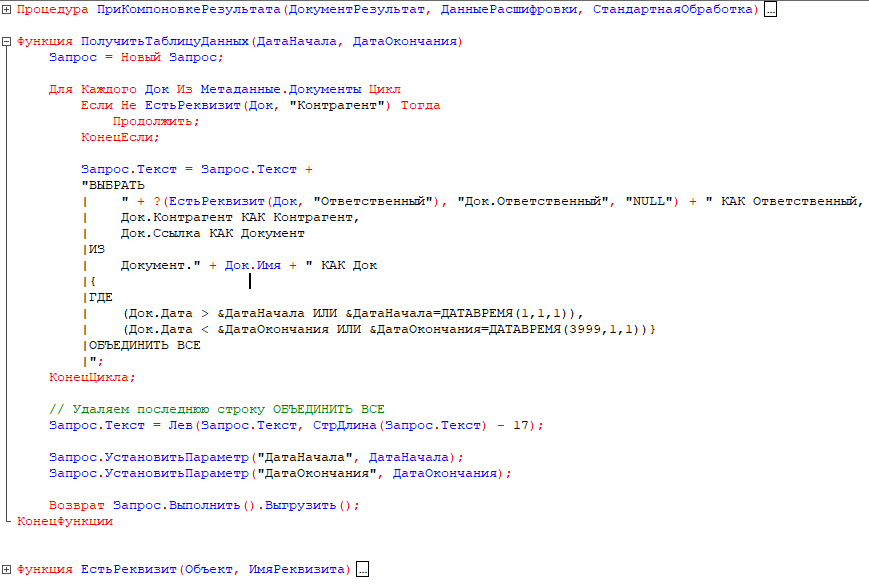 Процедура ПриКомпоновкеРезультата(ДокументРезультат, ДанныеРасшифровки, СтандартнаяОбработка) ...
Функция ПолучитьТаблицуДанных(ДатаНачала, ДатаОкончания)
Запрос = Новый Запрос;
Для Каждого Док Из Метаданные.Документы Цикл
Если Не ЕстьРеквизит(Док, "Контрагент") Тогда
Продолжить;
КонецЕсли;
Запрос.Текст = Запрос.Текст +
"ВЫБРАТЬ
|    " + ?(ЕстьРеквизит(Док, "Ответственный"), "Док.Ответственный", "NULL") + " КАК Ответственный,
|    Док.Контрагент КАК Контрагент,
|    Док.Ссылка КАК Документ
|ИЗ
|    Документ." + Док.Имя + " КАК Док
|{
|ГДЕ
|    (Док.Дата > &ДатаНачала ИЛИ &ДатаНачала=ДАТАВРЕМЯ(1,1,1)),
|    (Док.Дата < &ДатаОкончания ИЛИ &ДатаОкончания=ДАТАВРЕМЯ(3999,1,1))}
|ОБЪЕДИНИТЬ ВСЕ
|";
КонецЦикла;
// Удаляем последнюю строку ОБЪЕДИНИТЬ ВСЕ
Запрос.Текст = Лев(Запрос.Текст, СтрДлина(Запрос.Текст) - 17);
Запрос.УстановитьПараметр("ДатаНачала", ДатаНачала);
Запрос.УстановитьПараметр("ДатаОкончания", ДатаОкончания);
Возврат Запрос.Выполнить().Выгрузить();
КонецФункции
Функция ЕстьРеквизит(Объект, ИмяРеквизита) ...